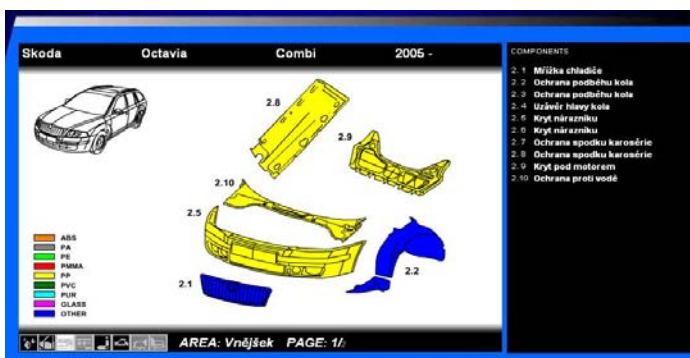 Skoda Octavia Combi 2005 -
COMPONENTS
2.1 Mřížka chladiče
2.2 Ochrana podběhu kola
2.3 Ochrana podběhu kola
2.4 Uzávěr hlavy kola
2.5 Kryt nárazníku
2.6 Kryt nárazníku
2.7 Ochrana spodku karosérie
2.8 Ochrana spodku karosérie
2.9 Kryt pod motorem
2.10 Ochrana proti vodě
2.8
2.9
2.10
2.5
2.2
2.1
ABS
PA
PE
PMMA
PP
PVC
PUR
GLASS
OTHER
AREA: Vnějšek PAGE: 1/